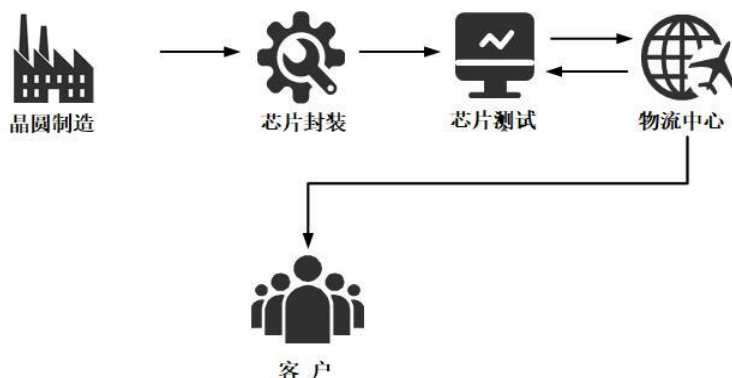 晶圆制造
芯片封装
芯片测试
物流中心
客 户